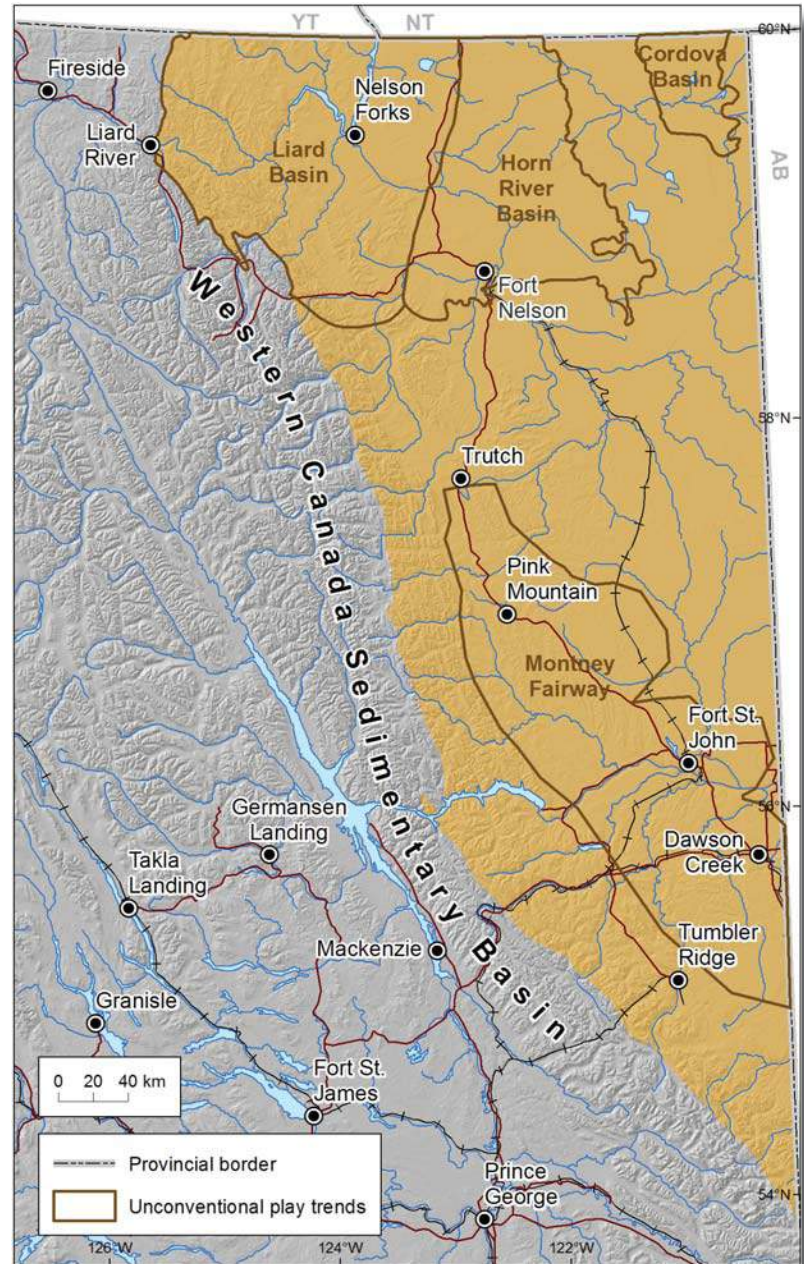 YT
NT
60°N
Fireside
Cordova
Basin
Nelson
Forks
Liard
River
Liard
Basin
Horn
River
Basin
AB
Fort
Nelson
Western Canada Sedimentary Basin
58°N
Trutch
Pink
Mountain
Montney
Fairway
Fort St.
John
56°N
Germansen
Landing
Dawson
Creek
Takla
Landing
Tumbler
Ridge
Mackenzie
Granisle
0 20 40 km
Fort St.
James
Provincial border
Unconventional play trends
Prince
George
54°N
126°W
124°W
122°W